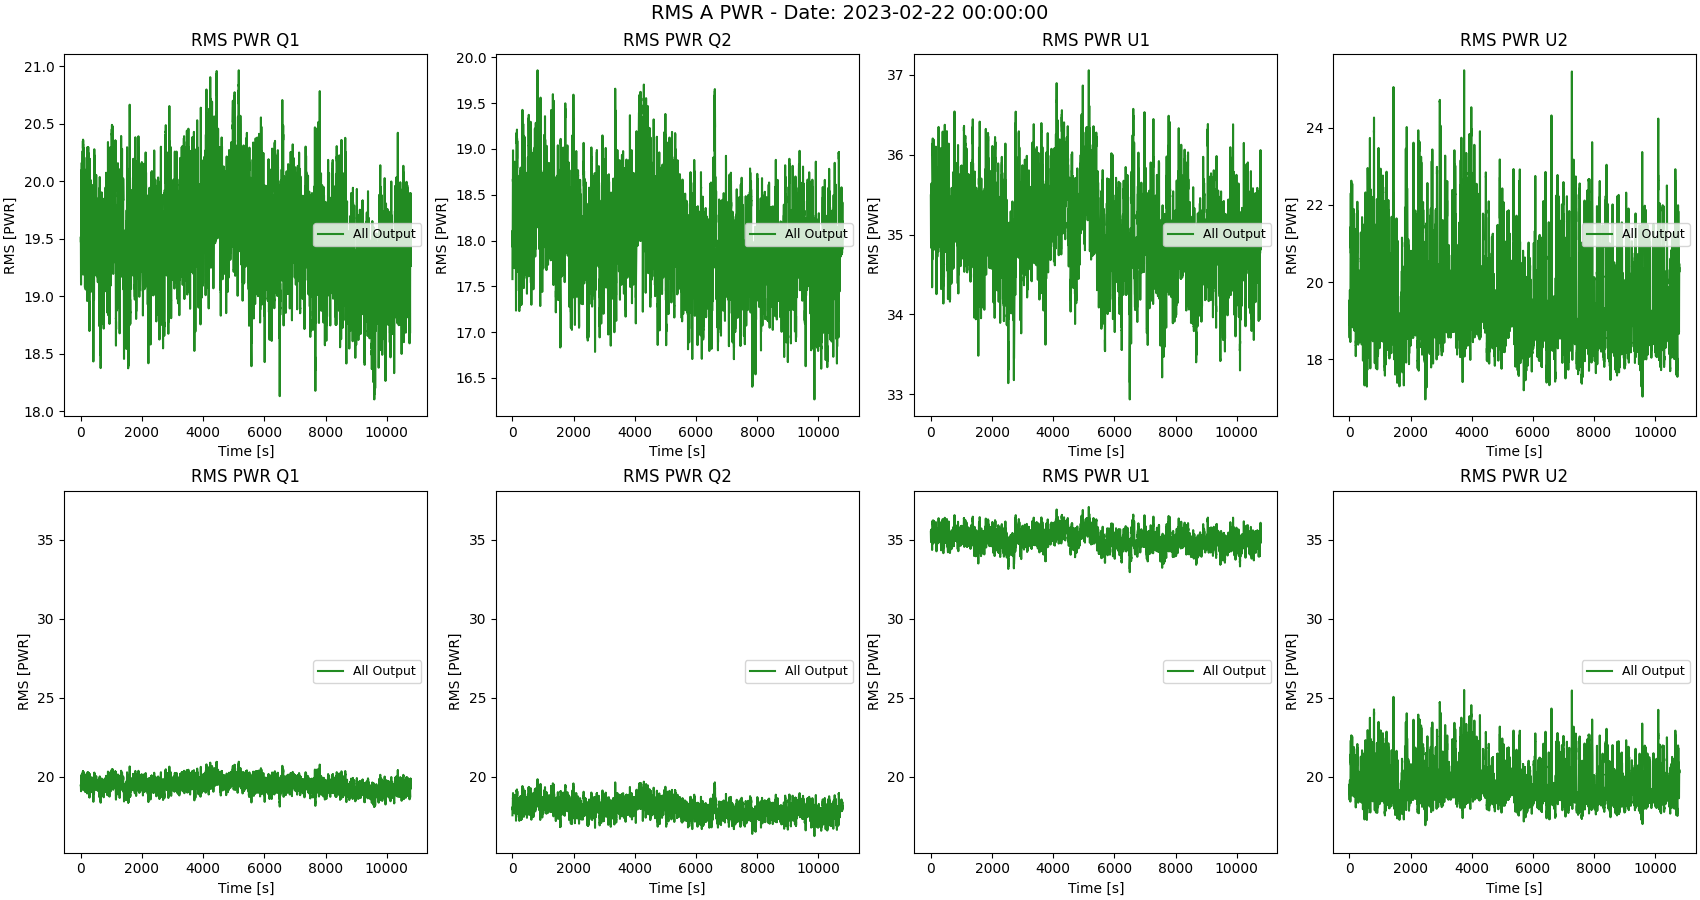 RMS A PWR - Date: 2023-02-22 00:00:00
RMS PWR Q1
RMS [PWR]
21.0
20.5
20.0
19.5
19.0
18.5
18.0
All Output
0 2000 4000 6000 8000 10000
Time [s]
RMS PWR Q2
RMS [PWR]
20.0
19.5
19.0
18.5
18.0
17.5
17.0
16.5
All Output
0 2000 4000 6000 8000 10000
Time [s]
RMS PWR U1
RMS [PWR]
37
36
35
34
33
All Output
0 2000 4000 6000 8000 10000
Time [s]
RMS PWR U2
RMS [PWR]
24
22
20
18
All Output
0 2000 4000 6000 8000 10000
Time [s]
RMS PWR Q1
RMS [PWR]
35
30
25
20
All Output
0 2000 4000 6000 8000 10000
Time [s]
RMS PWR Q2
RMS [PWR]
35
30
25
20
All Output
0 2000 4000 6000 8000 10000
Time [s]
RMS PWR U1
RMS [PWR]
35
30
25
20
All Output
0 2000 4000 6000 8000 10000
Time [s]
RMS PWR U2
RMS [PWR]
35
30
25
20
All Output
0 2000 4000 6000 8000 10000
Time [s]